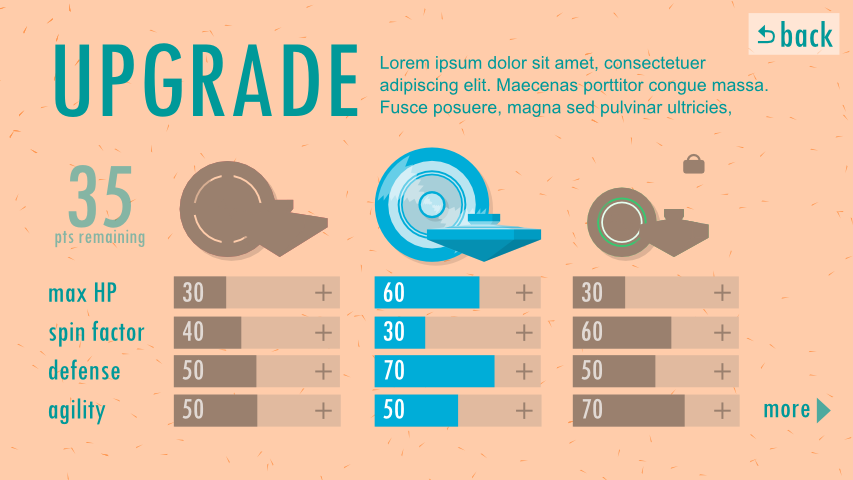 back
UPGRADE
Lorem ipsum dolor sit amet, consectetuer
adipiscing elit. Maecenas porttitor congue massa.
Fusce posuere, magna sed pulvinar ultricies,
35
pts remaining
max HP 30 + 60 + 30 +
spin factor 40 + 30 + 60 +
defense 50 + 70 + 50 +
agility 50 + 50 + 70 +
more